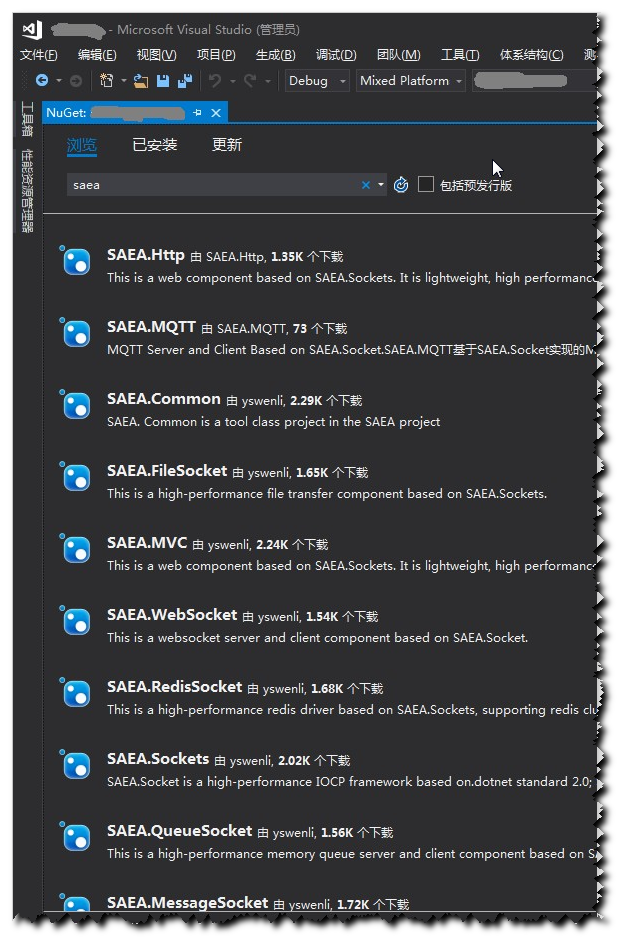 - Microsoft Visual Studio (管理员)
文件(F) 编辑(E) 视图(V) 项目(P) 生成(B) 调试(D) 团队(M) 工具(T) 体系结构(C) 测
Debug Mixed Platform
工具箱
性能资源管理器
NuGet:
浏览 已安装 更新
saea 包括预发行版
SAEA.Http 由 SAEA.Http, 1.35K 个下载
This is a web component based on SAEA.Sockets. It is lightweight, high performance
SAEA.MQTT 由 SAEA.MQTT, 73 个下载
MQTT Server and Client Based on SAEA.Socket.SAEA.MQTT基于SAEA.Socket实现的M
SAEA.Common 由 yswenli, 2.29K 个下载
SAEA. Common is a tool class project in the SAEA project
SAEA.FileSocket 由 yswenli, 1.65K 个下载
This is a high-performance file transfer component based on SAEA.Sockets.
SAEA.MVC 由 yswenli, 2.24K 个下载
This is a web component based on SAEA.Sockets. It is lightweight, high performance
SAEA.WebSocket 由 yswenli, 1.54K 个下载
This is a websocket server and client component based on SAEA.Socket.
SAEA.RedisSocket 由 yswenli, 1.68K 个下载
This is a high-performance redis driver based on SAEA.Sockets, supporting redis clu
SAEA.Sockets 由 yswenli, 2.02K 个下载
SAEA.Socket is a high-performance IOCP framework based on.dotnet standard 2.0;
SAEA.QueueSocket 由 yswenli, 1.56K 个下载
This is a high-performance memory queue server and client component based on S
SAEA.MessageSocket 由 yswenli, 1.72K 个下载